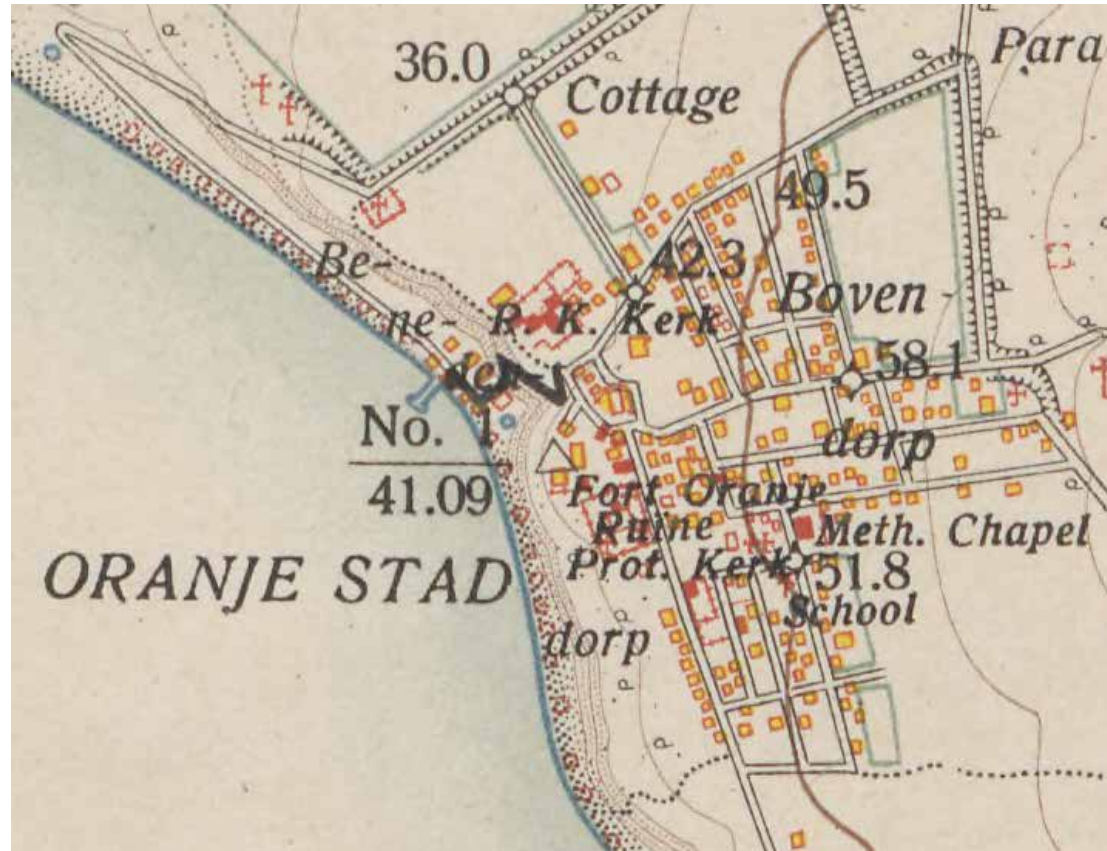 36.0
Cottage
Para
49.5
42.3
Be-
ne-
R. K. Kerk
Boven -
den
58.1
No. 1
41.09
dorp
Fort Oranje
Ruine
Meth. Chapel
Prot. Kerk
51.8
ORANJE STAD
School
dorp